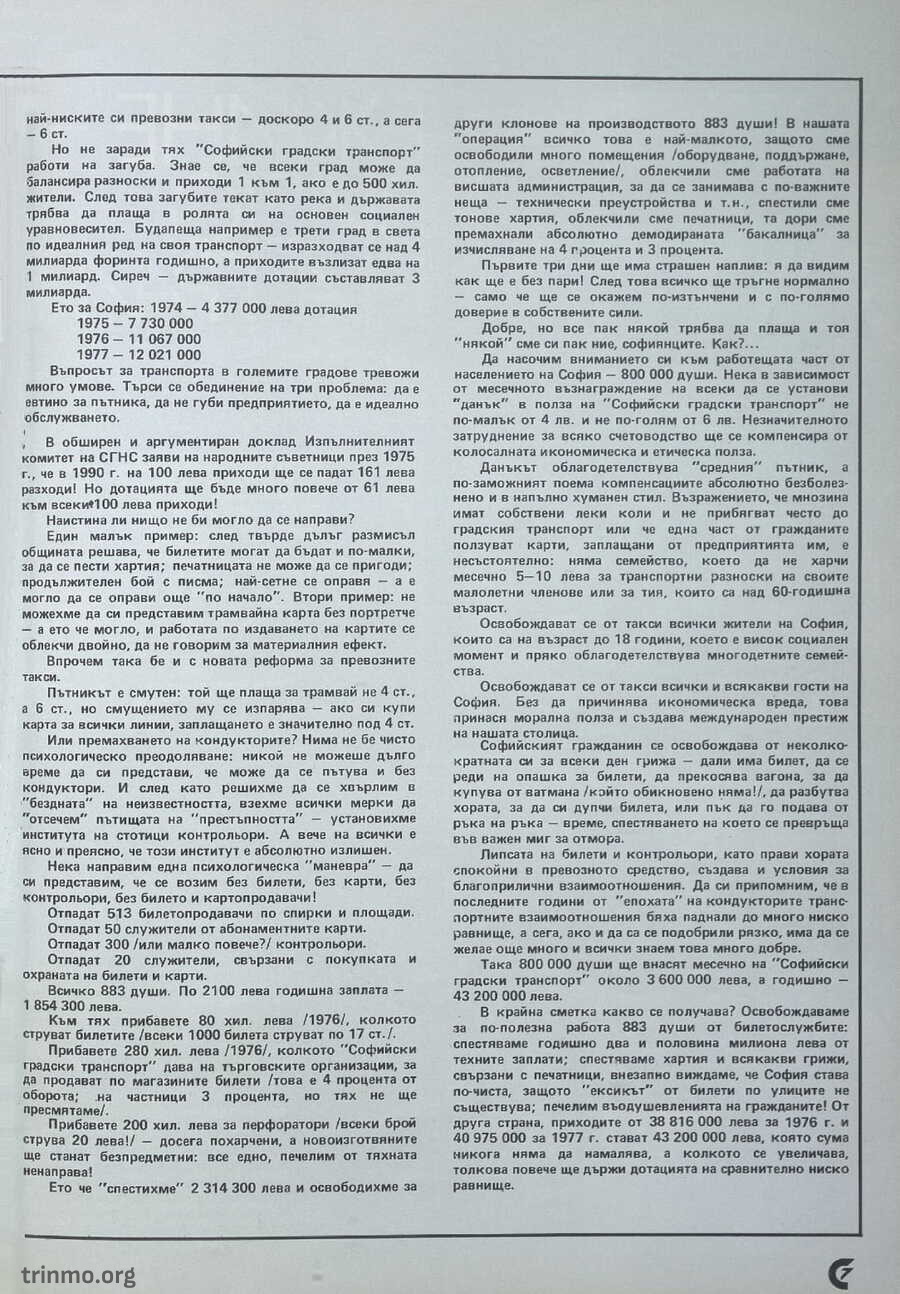 най-ниските си превозни такси — доскоро 4 и 6 ст., а сега
— 6 ст.
Но не заради тях "Софийски градски транспорт"
работи на загуба. Знае се, че всеки град може да
балансира разноски и приходи 1 към 1, ако е до 500 хил.
жители. След това загубите текат като река и държавата
трябва да плаща в ролята си на основен социален
уравновесител. Будапеща например е трети град в света
по идеалния ред на своя транспорт — изразходват се над 4
милиарда форинта годишно, а приходите възлизат едва на
1 милиард. Сиреч — държавните дотации съставляват 3
милиарда.
Ето за София: 1974 — 4 377 000 лева дотация
1975 — 7 730 000
1976 — 11 067 000
1977 — 12 021 000
Въпросът за транспорта в големите градове тревожи
много умове. Търси се обединение на три проблема: да е
евтино за пътника, да не губи предприятието, да е идеално
обслужването.
В обширен и аргументиран доклад Изпълнителният
комитет на СГНС заяви на народните съветници през 1975
г., че в 1990 г. на 100 лева приходи ще се падат 161 лева
разходи! Но дотацията ще бъде много повече от 61 лева
към всеки 100 лева приходи!
Наистина ли нищо не би могло да се направи?
Един малък пример: след твърде дълъг размисъл
общината решава, че билетите могат да бъдат и по-малки,
за да се пести хартия; печатницата не може да се пригоди;
продължителен бой с писма; най-сетне се оправя — а е
могло да се оправи още "по начало". Втори пример: не
можехме да си представим трамвайна карта без портретче
— а ето че могло, и работата по издаването на картите се
облекчи двойно, да не говорим за материалния ефект.
Впрочем така бе и с новата реформа за превозните
такси.
Пътникът е смутен: той ще плаща за трамвай не 4 ст.,
а 6 ст., но смущението му се изпарява — ако си купи
карта за всички линии, заплащането е значително под 4 ст.
Или премахването на кондукторите? Нима не бе чисто
психологическо преодоляване: никой не можеше дълго
време да си представи, че може да се пътува и без
кондуктори. И след като решихме да се хвърлим в
"бездната" на неизвестността, взехме всички мерки да
"отсечем" пътищата на "престъпността" — установихме
института на стотици контрольори. А вече на всички е
ясно и преясно, че този институт е абсолютно излишен.
Нека направим една психологическа "маневра" — да
си представим, че се возим без билети, без карти, без
контрольори, без билето и картопродавачи!
Отпадат 513 билетопродавачи по спирки и площади.
Отпадат 50 служители от абонаментните карти.
Отпадат 300 /или малко повече?/ контрольори.
Отпадат 20 служители, свързани с покупката и
охраната на билети и карти.
Всичко 883 души. По 2100 лева годишна заплата —
1 854 300 лева.
Към тях прибавете 80 хил. лева /1976/, колкото
струват билетите /всеки 1000 билета струват по 17 ст./.
Прибавете 280 хил. лева /1976/, колкото "Софийски
градски транспорт" дава на търговските организации, за
да продават по магазините билети /това е 4 процента от
оборота; на частници 3 процента, но тях не ще
пресмятаме/.
Прибавете 200 хил. лева за перфоратори /всеки брой
струва 20 лева!/ — досега похарчени, а новоизготвяните
ще станат безпредметни: все едно, печелим от тяхната
ненаправа!
Ето че "спестихме" 2 314 300 лева и освободихме за
други клонове на производството 883 души! В нашата
"операция" всичко това е най-малкото, защото сме
освободили много помещения /оборудване, поддържане,
отопление, осветление/, облекчили сме работата на
висшата администрация, за да се занимава с по-важните
неща — технически преустройства и т.н., спестили сме
тонове хартия, облекчили сме печатници, та дори сме
премахнали абсолютно демодираната "бакалница" за
изчисляване на 4 процента и 3 процента.
Първите три дни ще има страшен наплив: я да видим
как ще е без пари! След това всичко ще тръгне нормално
— само че ще се окажем по-изтънчени и с по-голямо
доверие в собствените сили.
Добре, но все пак някой трябва да плаща и тоя
"някой" сме си пак ние, софиянците. Как?...
Да насочим вниманието си към работещата част от
населението на София — 800 000 души. Нека в зависимост
от месечното възнаграждение на всеки да се установи
"данък" в полза на "Софийски градски транспорт" не
по-малък от 4 лв. и не по-голям от 6 лв. Незначителното
затруднение за всяко счетоводство ще се компенсира от
колосалната икономическа и етическа полза.
Данъкът облагодетелствува "средния" пътник, а
по-заможният поема компенсациите абсолютно безболез-
нено и в напълно хуманен стил. Възражението, че мнозина
имат собствени леки коли и не прибягват често до
градския транспорт или че една част от гражданите
ползуват карти, заплащани от предприятията им, е
несъстоятелно: няма семейство, което да не харчи
месечно 5—10 лева за транспортни разноски на своите
малолетни членове или за тия, които са над 60-годишна
възраст.
Освобождават се от такси всички жители на София,
които са на възраст до 18 години, което е висок социален
момент и пряко облагодетелствува многодетните семей-
ства.
Освобождават се от такси всички и всякакви гости на
София. Без да причинява икономическа вреда, това
принася морална полза и създава международен престиж
на нашата столица.
Софийският гражданин се освобождава от неколко-
кратната си за всеки ден грижа — дали има билет, да се
реди на опашка за билети, да прекосява вагона, за да
купува от ватмана /който обикновено няма!/, да разбутва
хората, за да си дупчи билета, или пък да го подава от
ръка на ръка — време, спестяването на което се превръща
във важен миг за отмора.
Липсата на билети и контрольори, като прави хората
спокойни в превозното средство, създава и условия за
благоприлични взаимоотношения. Да си припомним, че в
последните години от "епохата" на кондукторите транс-
портните взаимоотношения бяха паднали до много ниско
равнище, а сега, ако и да са се подобрили рязко, има да се
желае още много и всички знаем това много добре.
Така 800 000 души ще внасят месечно на "Софийски
градски транспорт" около 3 600 000 лева, а годишно —
43 200 000 лева.
В крайна сметка какво се получава? Освобождаваме
за по-полезна работа 883 души от билетослужбите:
спестяваме годишно два и половина милиона лева от
техните заплати; спестяваме хартия и всякакви грижи,
свързани с печатници, внезапно виждаме, че София става
по-чиста, защото "ексикът" от билети по улиците не
съществува; печелим въодушевленията на гражданите! От
друга страна, приходите от 38 816 000 лева за 1976 г. и
40 975 000 за 1977 г. стават 43 200 000 лева, която сума
никога няма да намалява, а колкото се увеличава,
толкова повече ще държи дотацията на сравнително ниско
равнище.
trinmo.org
7